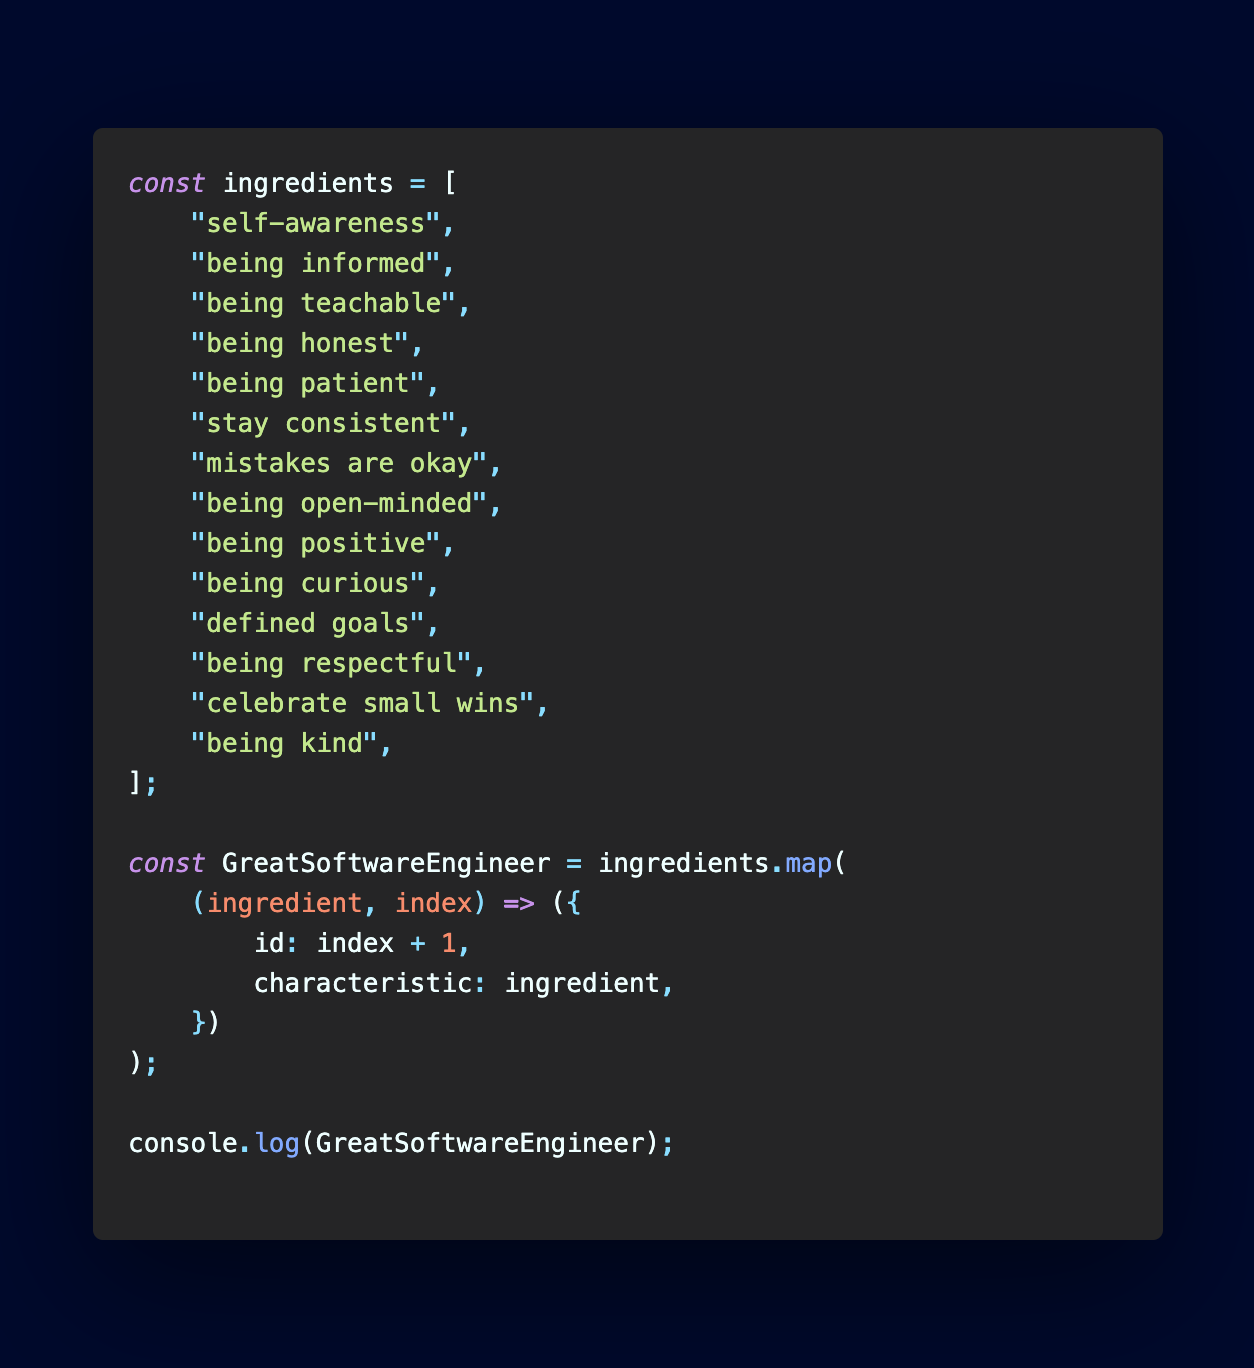 const ingredients = [
    "self-awareness",
    "being informed",
    "being teachable",
    "being honest",
    "being patient",
    "stay consistent",
    "mistakes are okay",
    "being open-minded",
    "being positive",
    "being curious",
    "defined goals",
    "being respectful",
    "celebrate small wins",
    "being kind",
];

const GreatSoftwareEngineer = ingredients.map(
    (ingredient, index) => ({
        id: index + 1,
        characteristic: ingredient,
    })
);

console.log(GreatSoftwareEngineer);